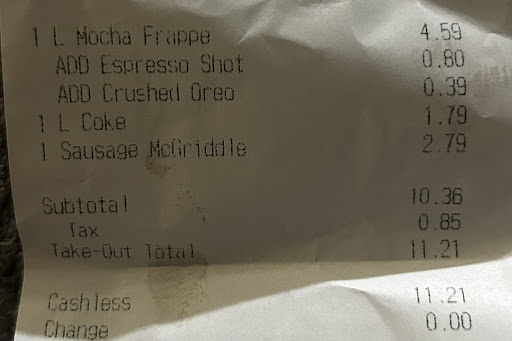 1 L Mocha Frappe 4.59
ADD Espresso Shot 0.80
ADD Crushed Oreo 0.39
1 L Coke 1.79
1 Sausage McGriddle 2.79
Subtotal 10.36
Tax 0.85
Take-Out Total 11.21
Cashless 11.21
Change 0.00